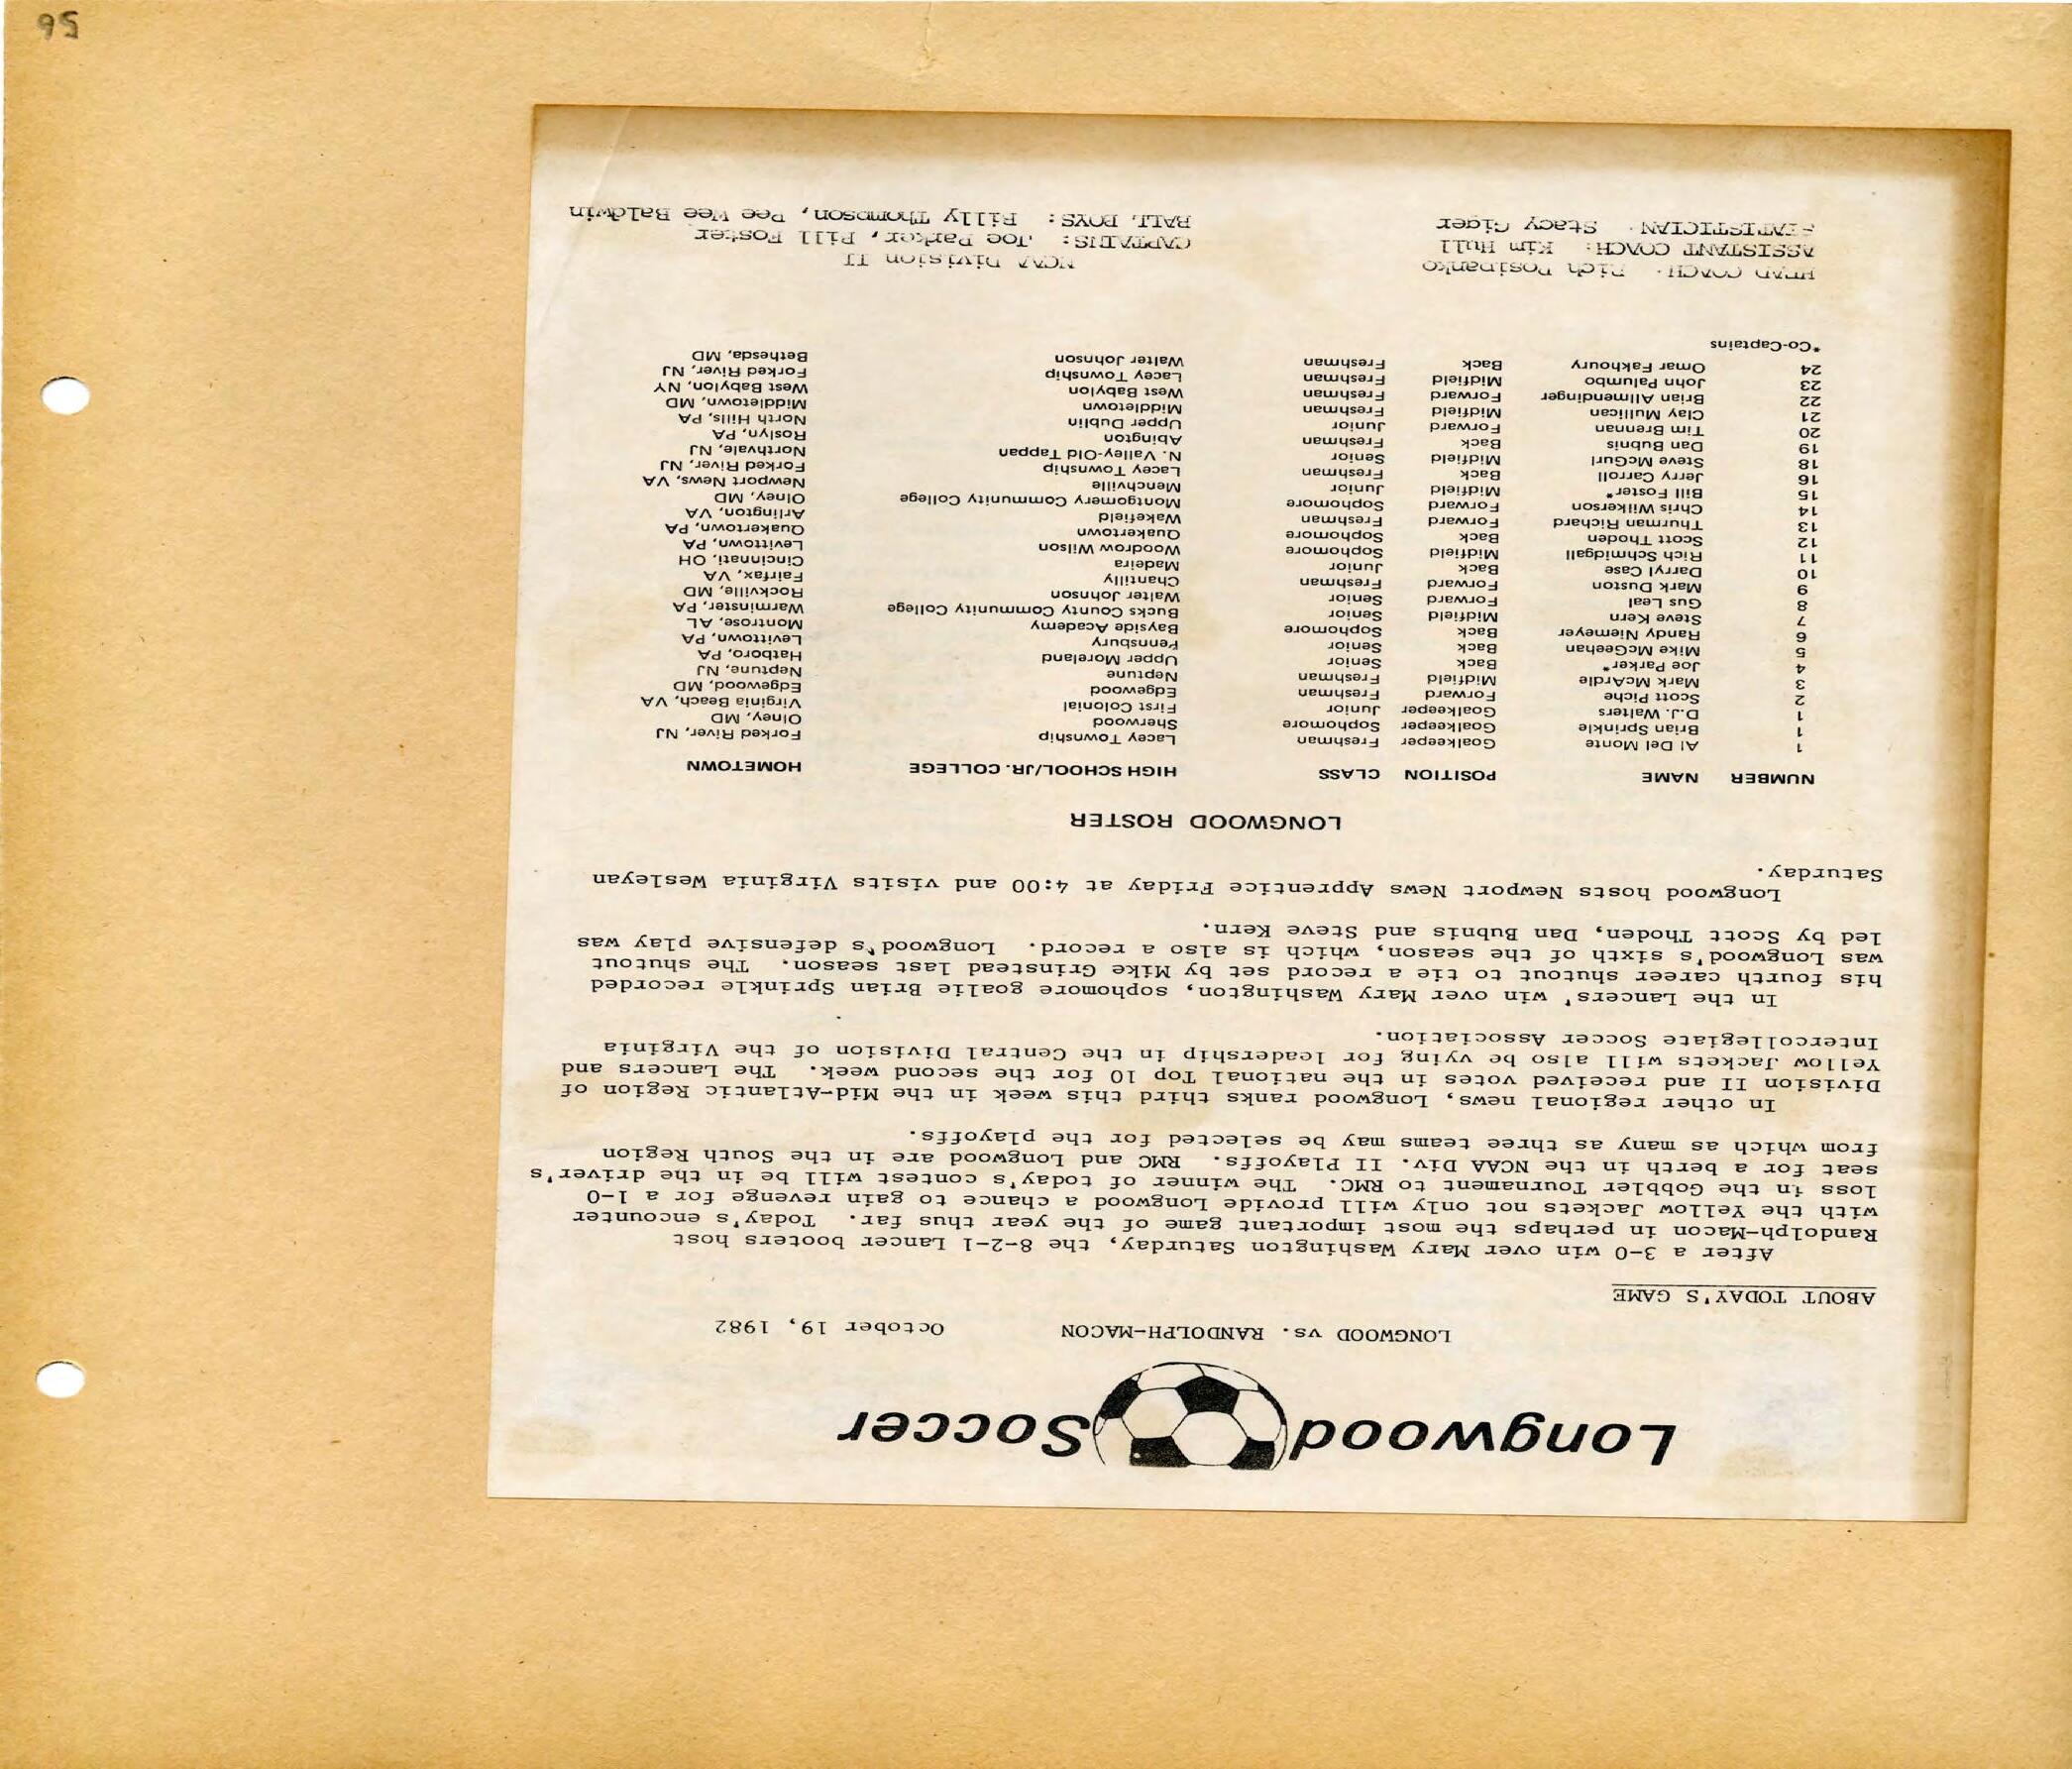 Longwood Soccer
LONGWOOD vs. RANDOLPH-MACON October 19, 1982
ABOUT TODAY'S GAME
After a 3-0 win over Mary Washington Saturday, the 8-2-1 Lancer booters host
Randolph-Macon in perhaps the most important game of the year thus far. Today's encounter
with the Yellow Jackets not only will provide Longwood a chance to gain revenge for a 1-0
loss in the Gobbler Tournament to RMC. The winner of today's contest will be in the driver's
seat for a berth in the NCAA Div. II Playoffs. RMC and Longwood are in the South Region
from which as many as three teams may be selected for the playoffs.
In other regional news, Longwood ranks third this week in the Mid-Atlantic Region of
Division II and received votes in the national Top 10 for the second week. The Lancers and
Yellow Jackets will also be vying for leadership in the Central Division of the Virginia
Intercollegiate Soccer Association.
In the Lancers' win over Mary Washington, sophomore goalie Brian Sprinkle recorded
his fourth career shutout to tie a record set by Mike Grinstead last season. The shutout
was Longwood's sixth of the season, which is also a record. Longwood's defensive play was
led by Scott Thoden, Dan Bubnis and Steve Kern.
Longwood hosts Newport News Apprentice Friday at 4:00 and visits Virginia Wesleyan
Saturday.
LONGWOOD ROSTER
NUMBER NAME POSITION CLASS HIGH SCHOOL/JR. COLLEGE HOMETOWN
1 Al Del Monte Goalkeeper Freshman Lacey Township Forked River, NJ
1 Brian Sprinkle Goalkeeper Sophomore Sherwood Olney, MD
1 D.J. Walters Goalkeeper Junior First Colonial Virginia Beach, VA
2 Scott Piche Forward Freshman Edgewood Edgewood, MD
3 Mark McArdle Midfield Freshman Neptune Neptune, NJ
4 Joe Parker* Back Senior Upper Moreland Hatboro, PA
5 Mike McGeehan Back Senior Pennsbury Levittown, PA
6 Randy Niemeyer Back Sophomore Bayside Academy Montrose, AL
7 Steve Kern Midfield Senior Bucks County Community College Warminster, PA
8 Gus Leal Forward Senior Walter Johnson Rockville, MD
9 Mark Duston Forward Freshman Chantilly Fairfax, VA
10 Darryl Case Back Junior Madeira Cincinnati, OH
11 Rich Schmidgall Midfield Sophomore Woodrow Wilson Levittown, PA
12 Scott Thoden Back Sophomore Quakertown Quakertown, PA
13 Thurman Richard Forward Freshman Wakefield Arlington, VA
14 Chris Wilkerson Forward Sophomore Montgomery Community College Olney, MD
15 Bill Foster* Midfield Junior Menchville Newport News, VA
16 Jerry Carroll Back Freshman Lacey Township Forked River, NJ
18 Steve McGurl Midfield Senior N. Valley-Old Tappan Northvale, NJ
19 Dan Bubnis Back Freshman Abington Roslyn, PA
20 Tim Brennan Forward Junior Upper Dublin North Hills, PA
21 Clay Mullican Midfield Freshman Middletown Middletown, MD
22 Brian Allmendinger Forward Freshman West Babylon West Babylon, NY
23 John Palumbo Midfield Freshman Lacey Township Forked River, NJ
24 Omar Fakhoury Back Freshman Walter Johnson Bethesda, MD
*Co-Captains
HEAD COACH: Rich Posipanko NCAA Division II
ASSISTANT COACH: Kim Hull CAPTAINS: Joe Parker, Bill Foster
STATISTICIAN: Stacy Giger BALL BOYS: Billy Thompson, Pee Wee Baldwin
56